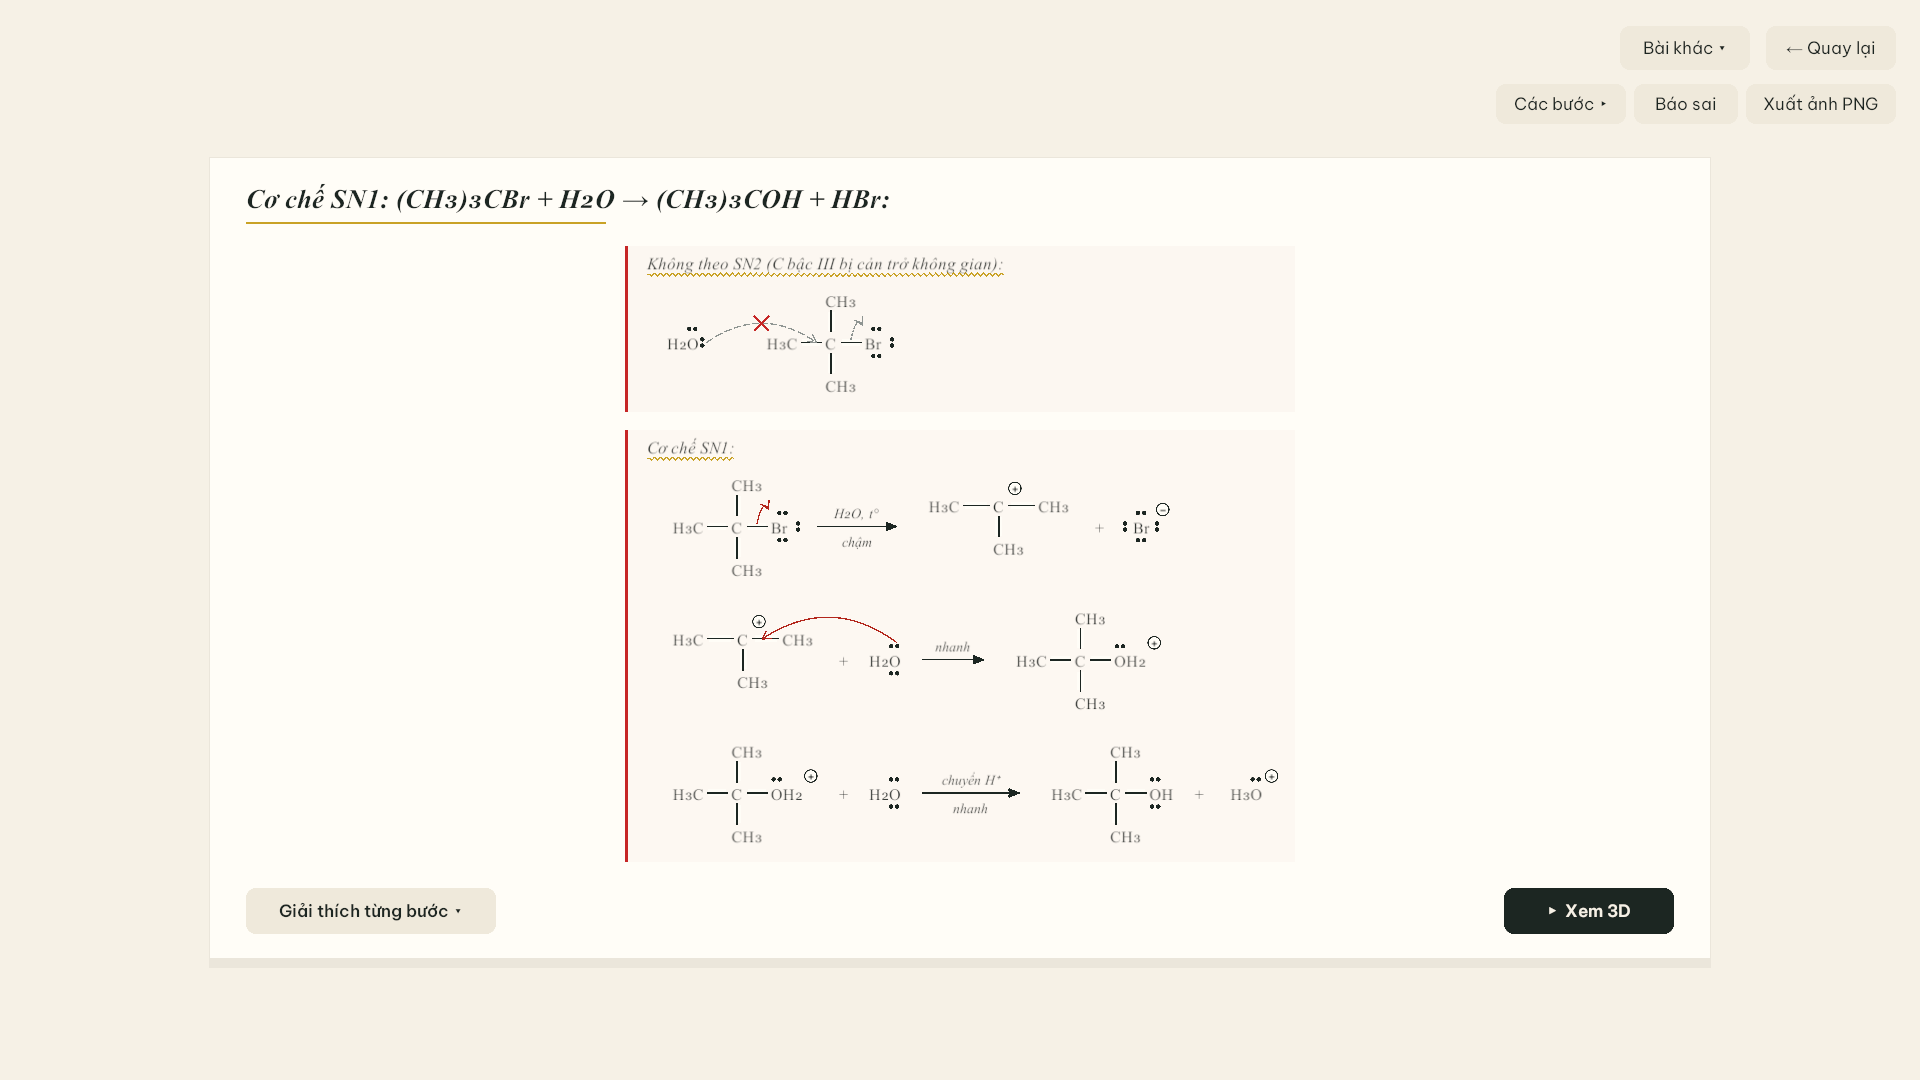 Bài khác ▾
← Quay lại
Các bước ▸
Báo sai
Xuất ảnh PNG
Cơ chế SN1: (CH3)3CBr + H2O → (CH3)3COH + HBr:
Không theo SN2 (C bậc III bị cản trở không gian):
CH3
H2O H3C C Br
CH3
Cơ chế SN1:
CH3
H3C C Br
CH3
H2O, t°
chậm
⊕
H3C C CH3
CH3
+ Br ⊖
⊕
H3C C CH3
CH3
+ H2O
nhanh
CH3
⊕
H3C C OH2
CH3
CH3
⊕
H3C C OH2
CH3
+ H2O
chuyển H⁺
nhanh
CH3
H3C C OH
CH3
+ H3O ⊕
Giải thích từng bước ▾
▸ Xem 3D